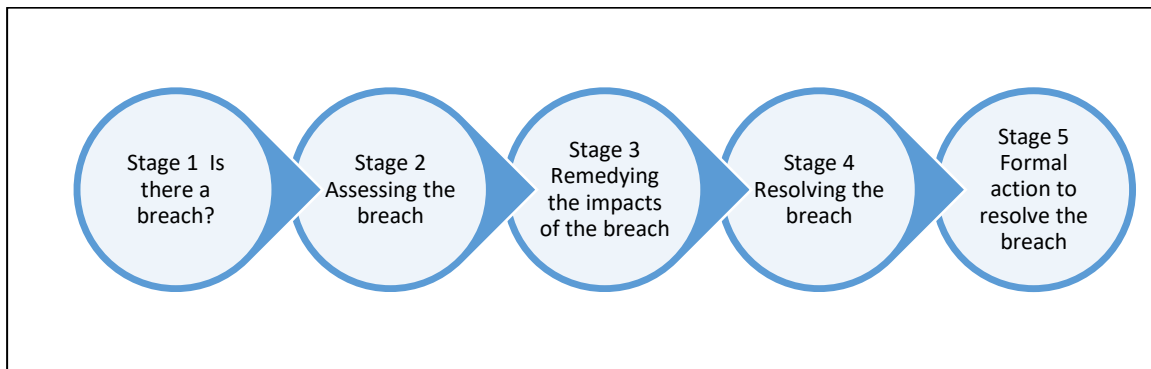 Stage 1  Is
there a
breach?
Stage 2
Assessing the
breach
Stage 3
Remedying
the impacts
of the breach
Stage 4
Resolving the
breach
Stage 5
Formal
action to
resolve the
breach